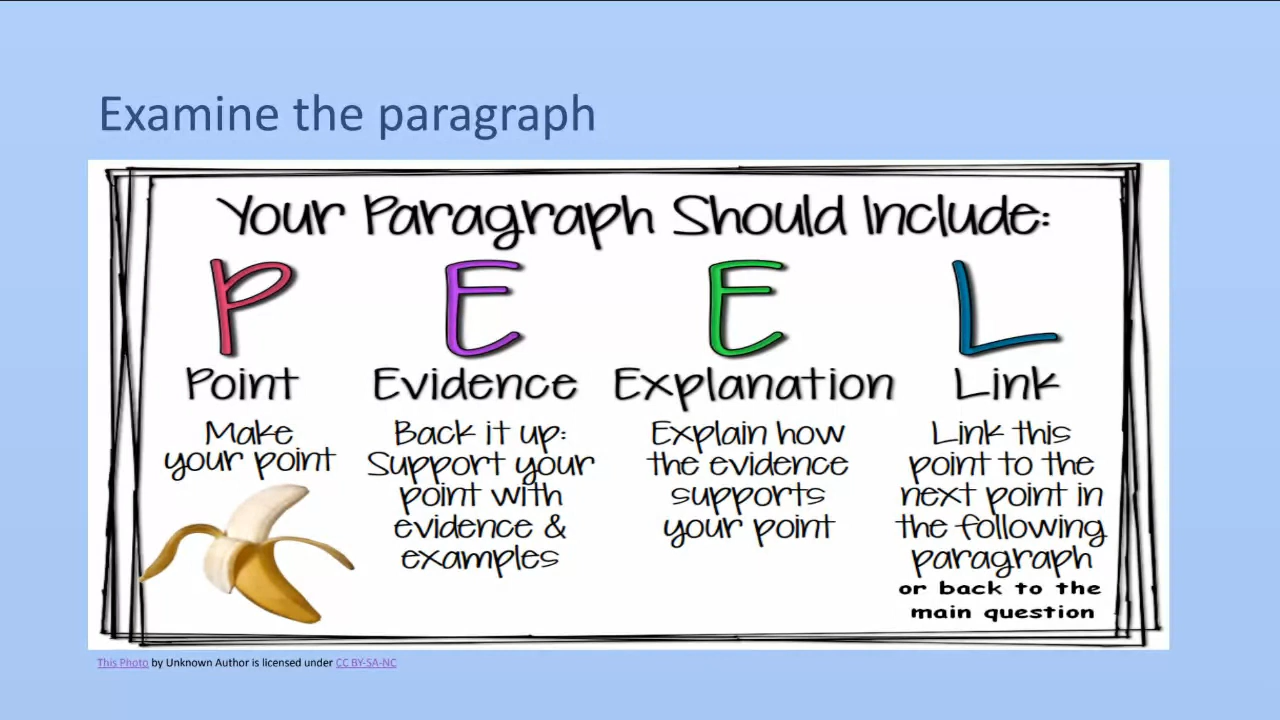 Examine the paragraph
Your Paragraph Should Include:
P E E L
Point
Make
your point
Evidence
Back it up:
Support your
point with
evidence &
examples
Explanation
Explain how
the evidence
supports
your point
Link
Link this
point to the
next point in
the following
paragraph
or back to the
main question
This Photo by Unknown Author is licensed under CC BY-SA-NC